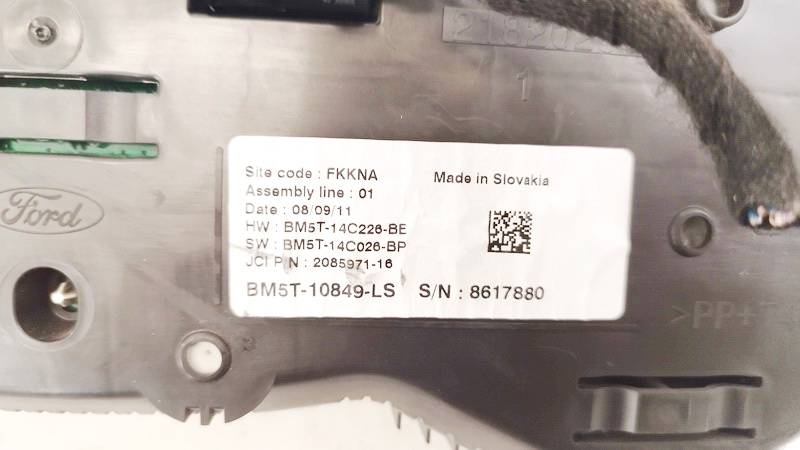 1
Site code : FKKNA
Made in Slovakia
Assembly line : 01
Date : 08/09/11
HW : BM5T-14C226-BE
SW : BM5T-14C026-BP
JCI P N : 2085971-16
BM5T-10849-LS S/N : 8617880
Ford
>PP+